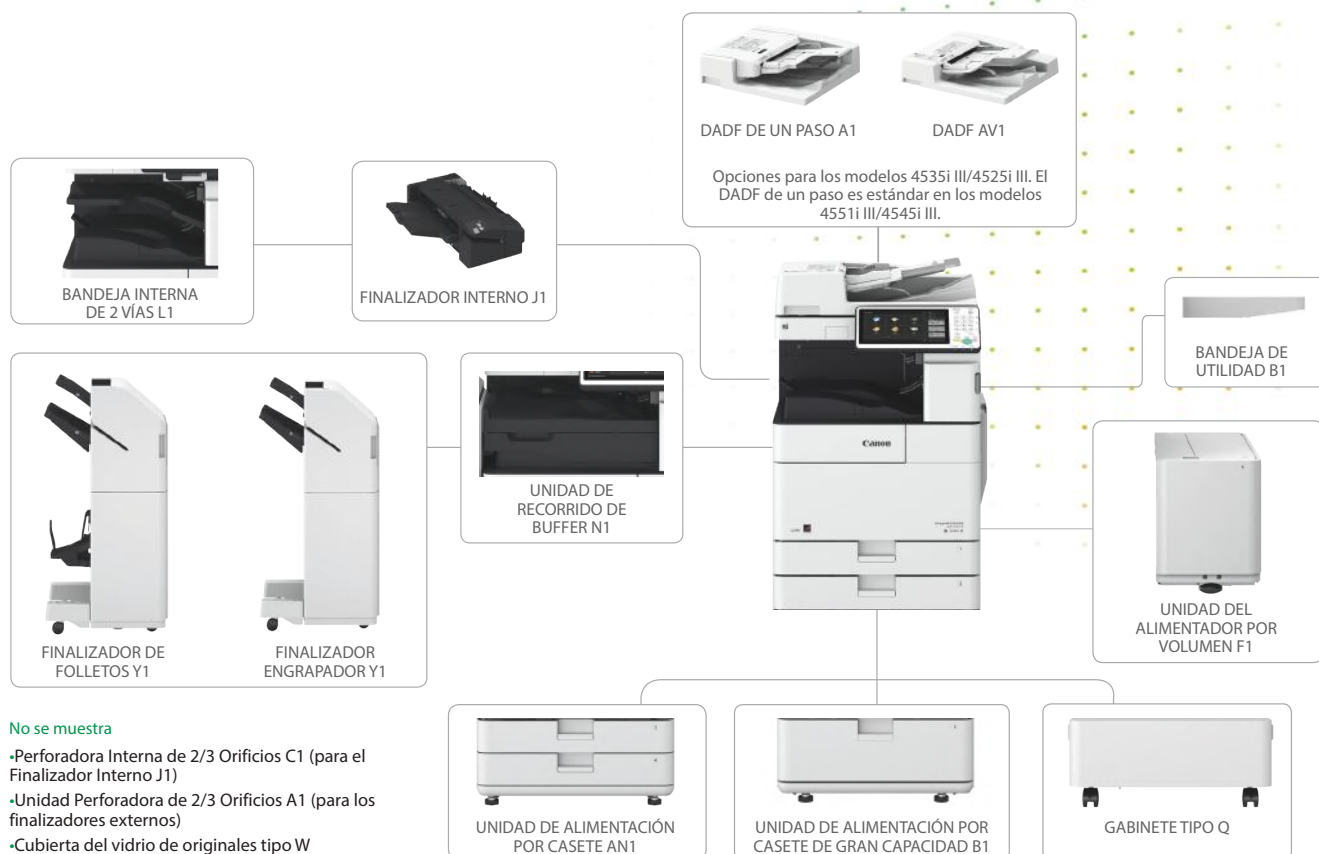 DADF DE UN PASO A1
DADF AV1
Opciones para los modelos 4535i III/4525i III. El
DADF de un paso es estándar en los modelos
4551i III/4545i III.
BANDEJA INTERNA
DE 2 VÍAS L1
FINALIZADOR INTERNO J1
BANDEJA DE
UTILIDAD B1
Canon
UNIDAD DE
RECORRIDO DE
BUFFER N1
FINALIZADOR DE
FOLLETOS Y1
FINALIZADOR
ENGRAPADOR Y1
UNIDAD DEL
ALIMENTADOR POR
VOLUMEN F1
No se muestra
•Perforadora Interna de 2/3 Orificios C1 (para el
Finalizador Interno J1)
•Unidad Perforadora de 2/3 Orificios A1 (para los
finalizadores externos)
•Cubierta del vidrio de originales tipo W
UNIDAD DE ALIMENTACIÓN
POR CASETE AN1
UNIDAD DE ALIMENTACIÓN POR
CASETE DE GRAN CAPACIDAD B1
GABINETE TIPO Q